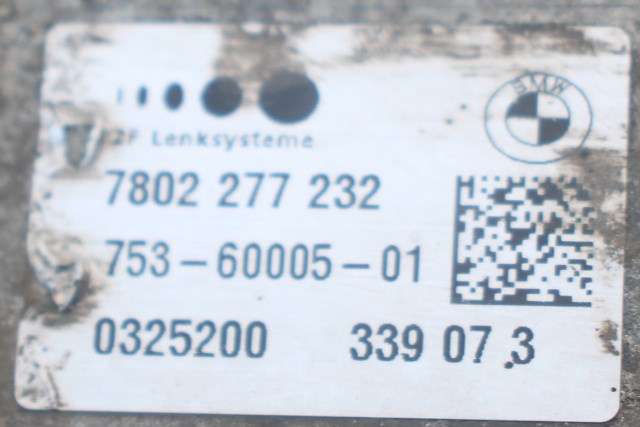 BMW
ZF Lenksysteme
7802 277 232
753-60005-01
0325200 339 07 3